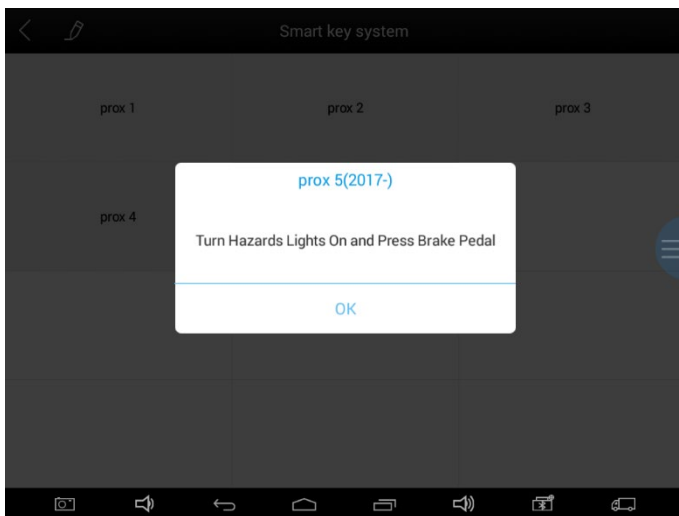 Smart key system
prox 1
prox 2
prox 3
prox 4
prox 5(2017-)
Turn Hazards Lights On and Press Brake Pedal
OK